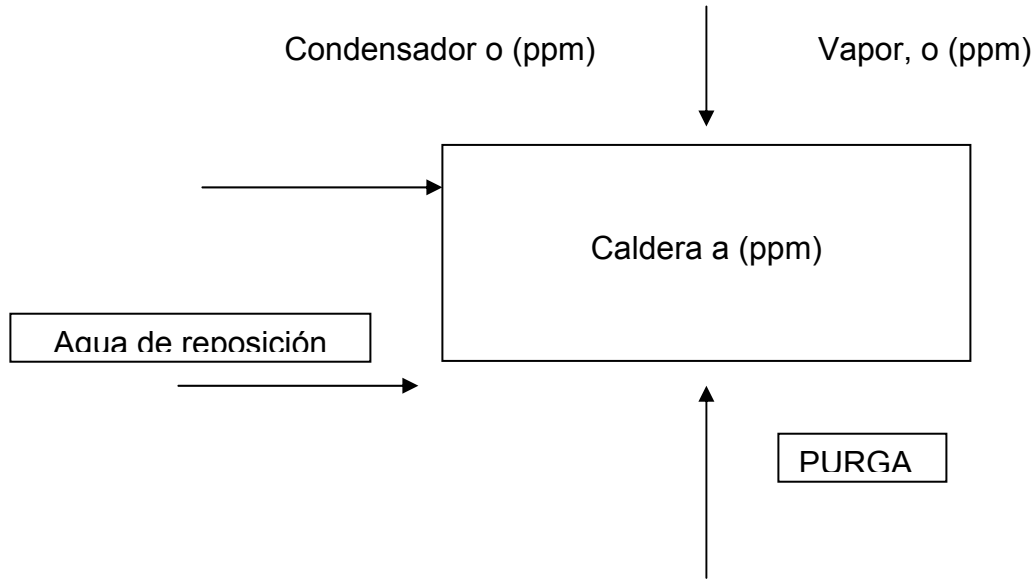 Condensador o (ppm)
Vapor, o (ppm)
Caldera a (ppm)
Agua de reposición
PURGA